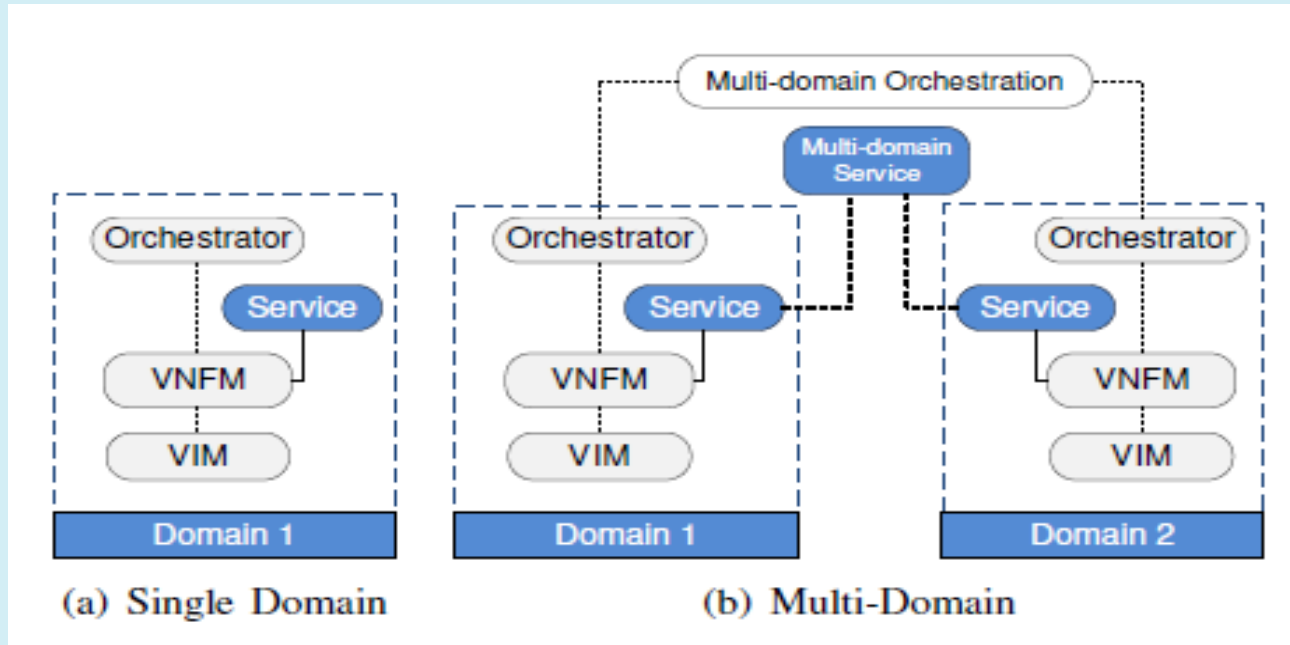 Orchestrator
Service
VNFM
VIM
Domain 1
(a) Single Domain
Multi-domain Orchestration
Multi-domain
Service
Orchestrator
Service
VNFM
VIM
Domain 1
Orchestrator
Service
VNFM
VIM
Domain 2
(b) Multi-Domain